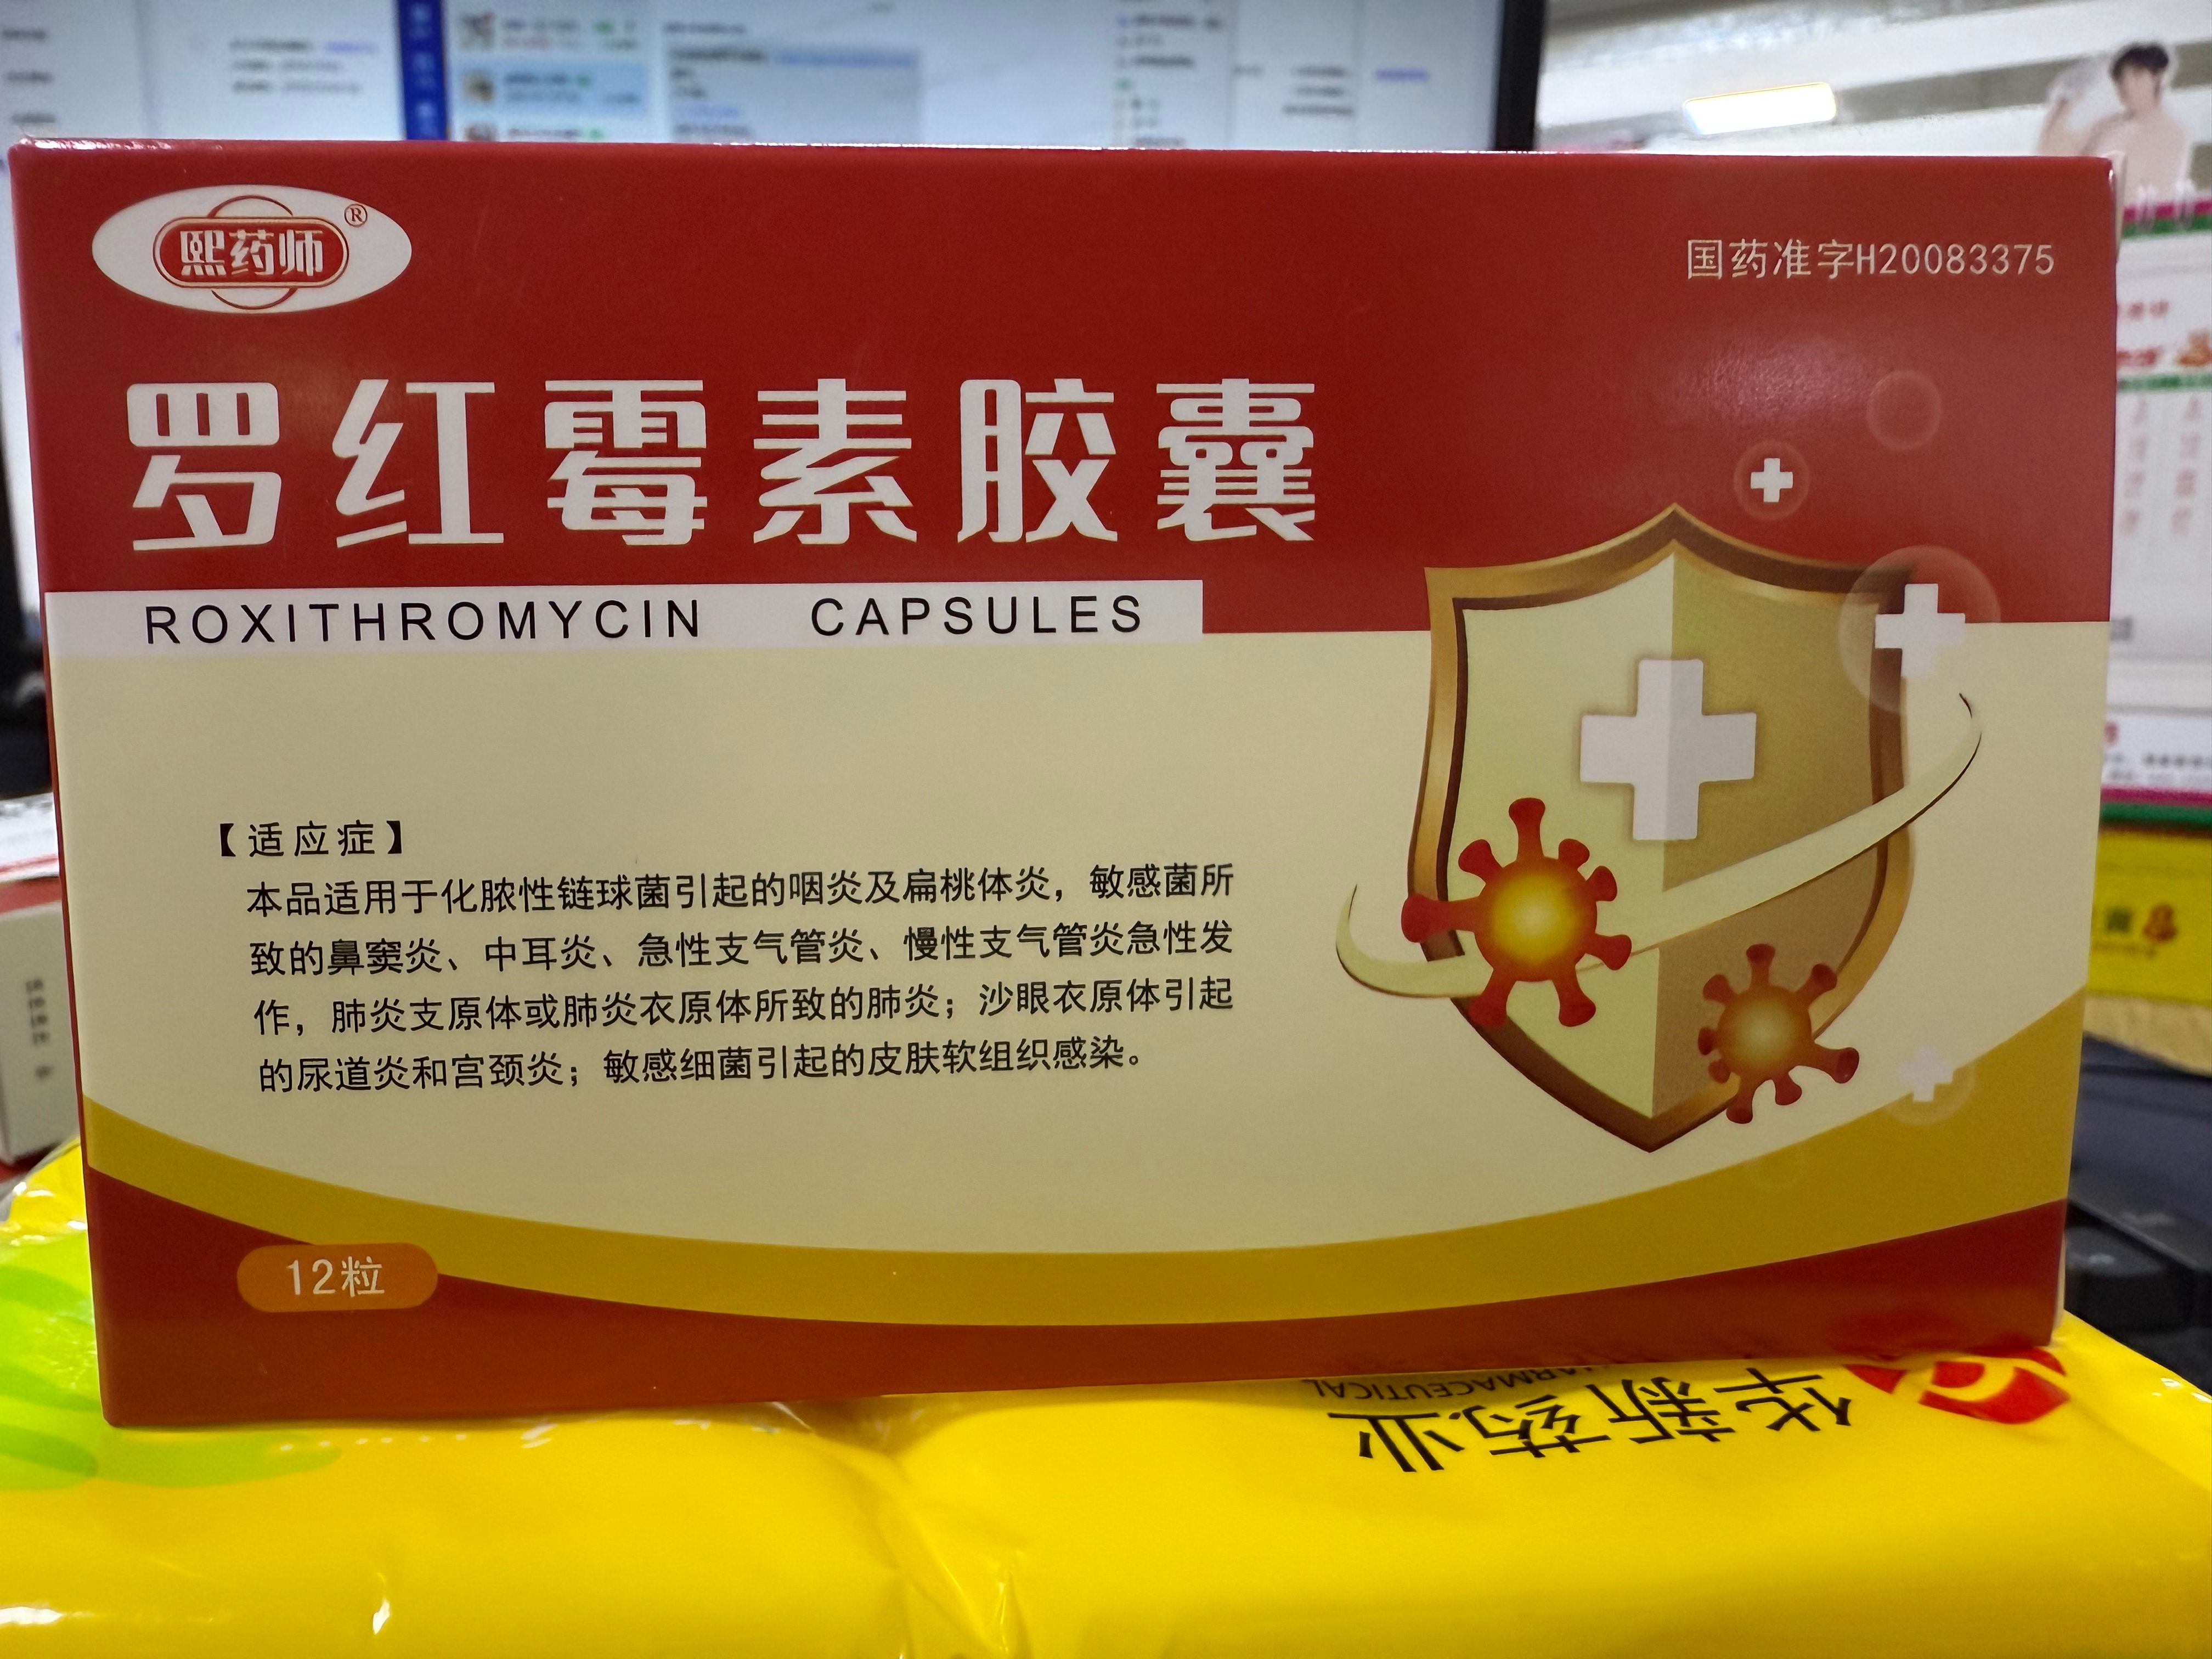 熙药师®
国药准字H20083375
罗红霉素胶囊
ROXITHROMYCIN CAPSULES
【适应症】
本品适用于化脓性链球菌引起的咽炎及扁桃体炎，敏感菌所
致的鼻窦炎、中耳炎、急性支气管炎、慢性支气管炎急性发
作，肺炎支原体或肺炎衣原体所致的肺炎；沙眼衣原体引起
的尿道炎和宫颈炎；敏感细菌引起的皮肤软组织感染。
12粒
华新药业